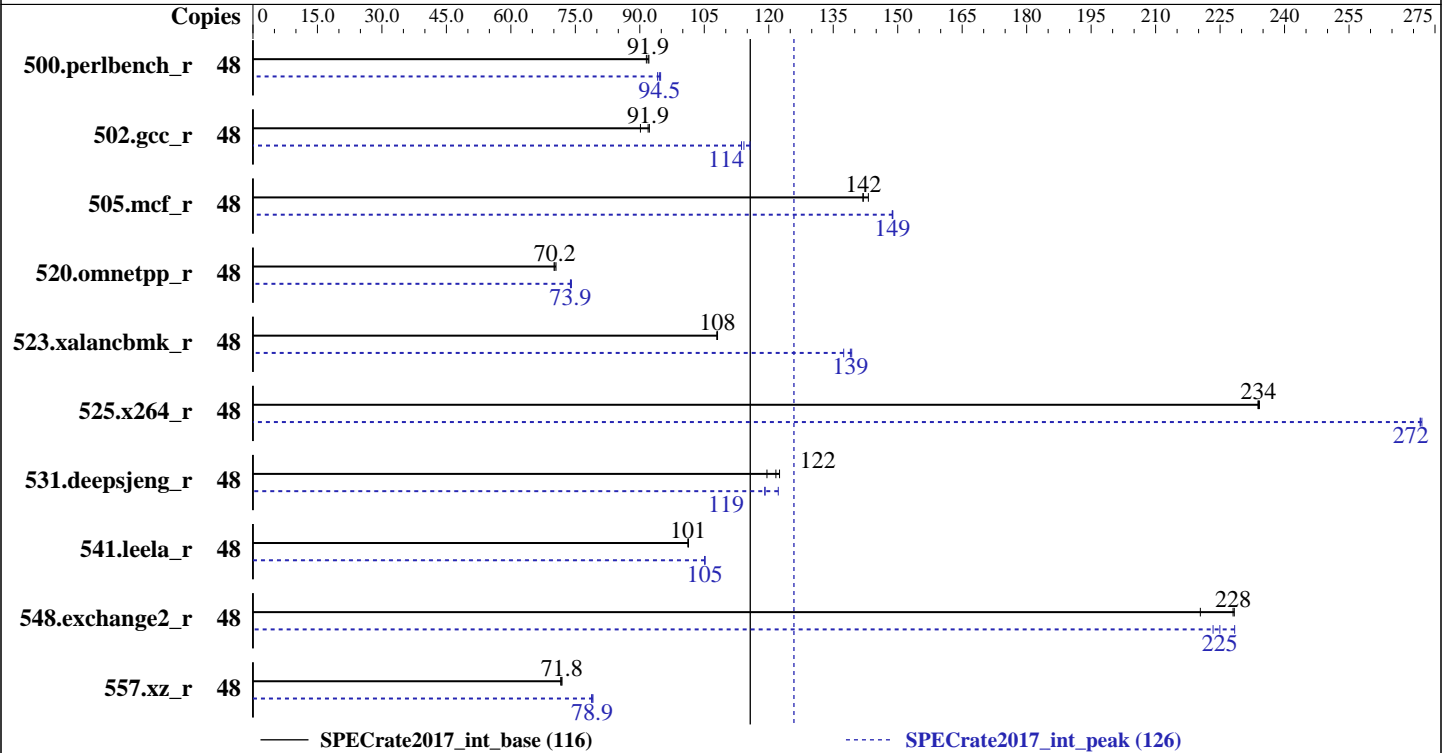 Copies 0 15.0 30.0 45.0 60.0 75.0 90.0 105 120 135 150 165 180 195 210 225 240 255 275
91.9
500.perlbench_r 48
94.5
91.9
502.gcc_r 48
114
142
505.mcf_r 48
149
70.2
520.omnetpp_r 48
73.9
108
523.xalancbmk_r 48
139
234
525.x264_r 48
272
122
531.deepsjeng_r 48
119
101
541.leela_r 48
105
228
548.exchange2_r 48
225
71.8
557.xz_r 48
78.9
SPECrate2017_int_base (116) SPECrate2017_int_peak (126)